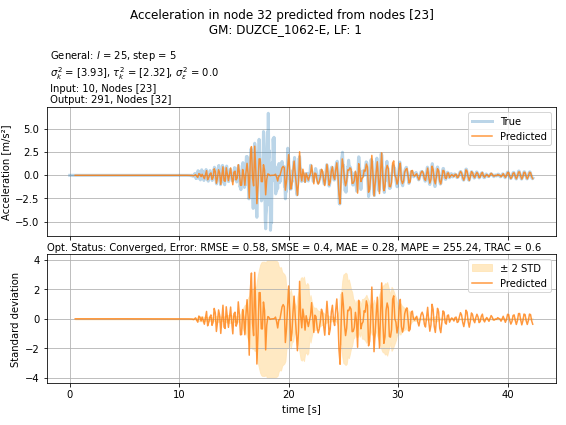 Acceleration in node 32 predicted from nodes [23]
GM: DUZCE_1062-E, LF: 1
General: l = 25, step = 5
σ²ₖ = [3.93], τ²ₖ = [2.32], σ²ε = 0.0
Input: 10, Nodes [23]
Output: 291, Nodes [32]
Acceleration [m/s²]
5.0
2.5
0.0
−2.5
−5.0
True
Predicted
Opt. Status: Converged, Error: RMSE = 0.58, SMSE = 0.4, MAE = 0.28, MAPE = 255.24, TRAC = 0.6
Standard deviation
4
2
0
−2
−4
± 2 STD
Predicted
0
10
20
30
40
time [s]